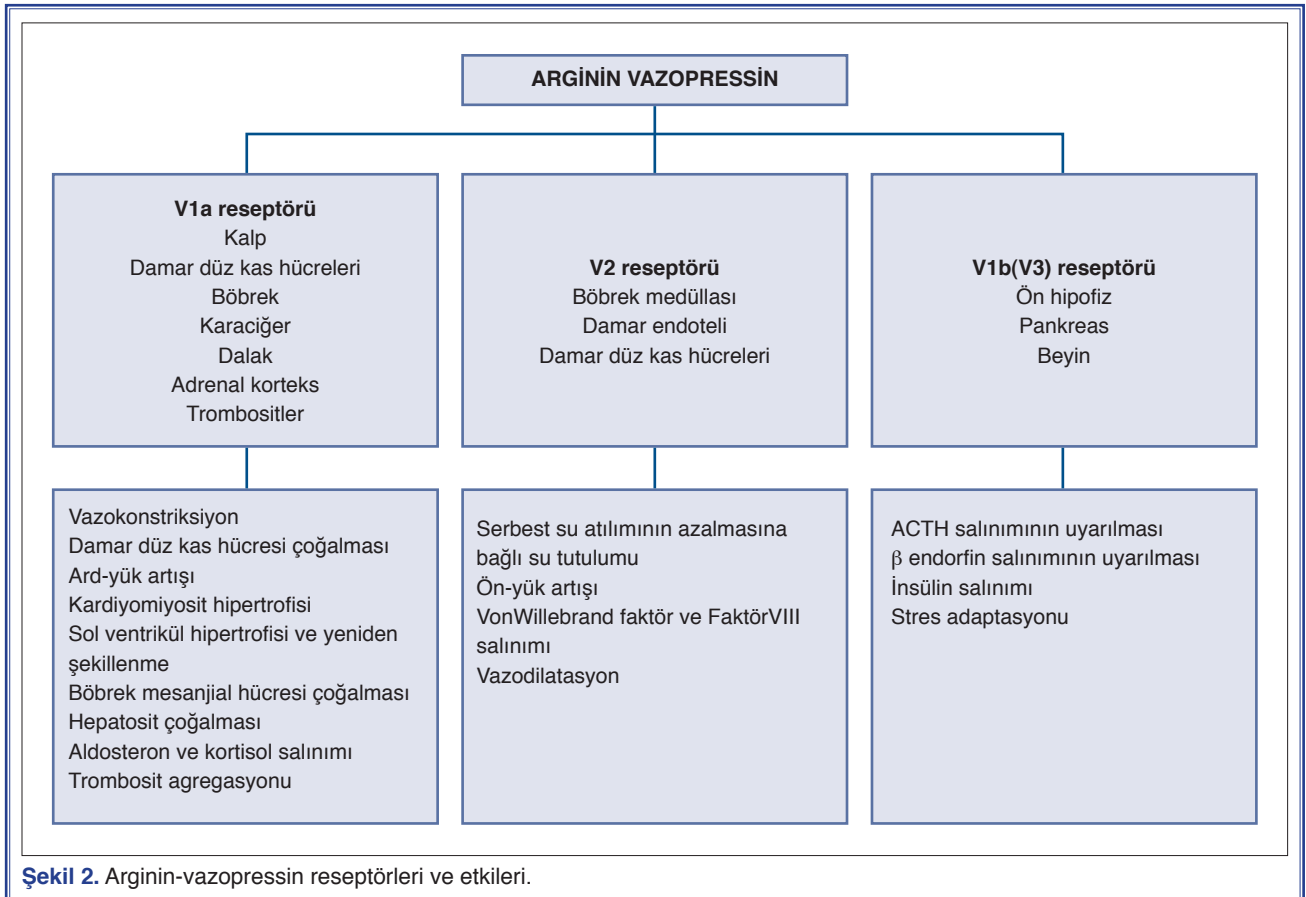 ARGİNİN VAZOPRESSİN
V1a reseptörü
Kalp
Damar düz kas hücreleri
Böbrek
Karaciğer
Dalak
Adrenal korteks
Trombositler
V2 reseptörü
Böbrek medüllası
Damar endoteli
Damar düz kas hücreleri
V1b(V3) reseptörü
Ön hipofiz
Pankreas
Beyin
Vazokonstriksiyon
Damar düz kas hücresi çoğalması
Ard-yük artışı
Kardiyomiyosit hipertrofisi
Sol ventrikül hipertrofisi ve yeniden
şekillenme
Böbrek mesanjial hücresi çoğalması
Hepatosit çoğalması
Aldosteron ve kortisol salınımı
Trombosit agregasyonu
Serbest su atılımının azalmasına
bağlı su tutulumu
Ön-yük artışı
VonWillebrand faktör ve FaktörVIII
salınımı
Vazodilatasyon
ACTH salınımının uyarılması
β endorfin salınımının uyarılması
İnsülin salınımı
Stres adaptasyonu
Şekil 2. Arginin-vazopressin reseptörleri ve etkileri.